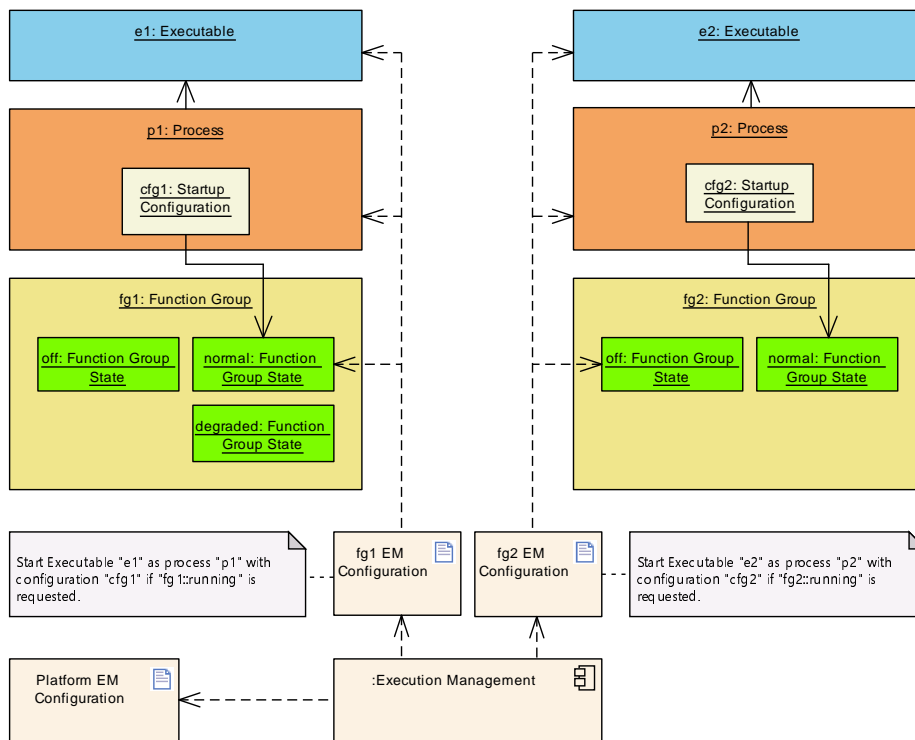 e1: Executable
e2: Executable
p1: Process
p2: Process
cfg1: Startup
Configuration
cfg2: Startup
Configuration
fg1: Function Group
fg2: Function Group
off: Function Group
State
normal: Function
Group State
off: Function Group
State
normal: Function
Group State
degraded: Function
Group State
Start Executable "e1" as process "p1" with
configuration "cfg1" if "fg1::running" is
requested.
fg1 EM
Configuration
fg2 EM
Configuration
Start Executable "e2" as process "p2" with
configuration "cfg2" if "fg2::running" is
requested.
Platform EM
Configuration
:Execution Management